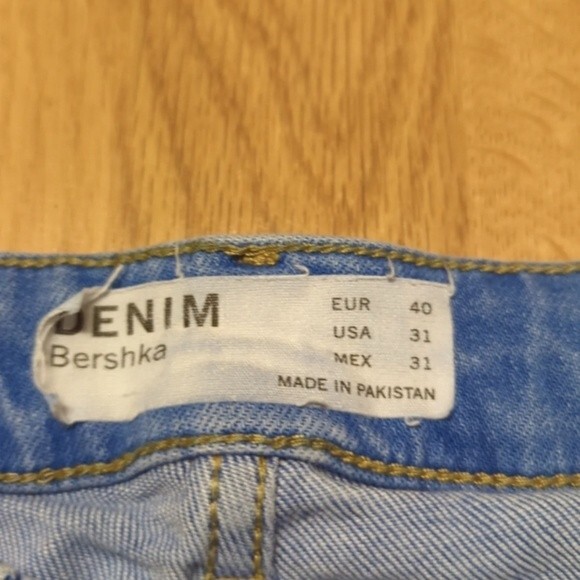 DENIM
Bershka
EUR 40
USA 31
MEX 31
MADE IN PAKISTAN